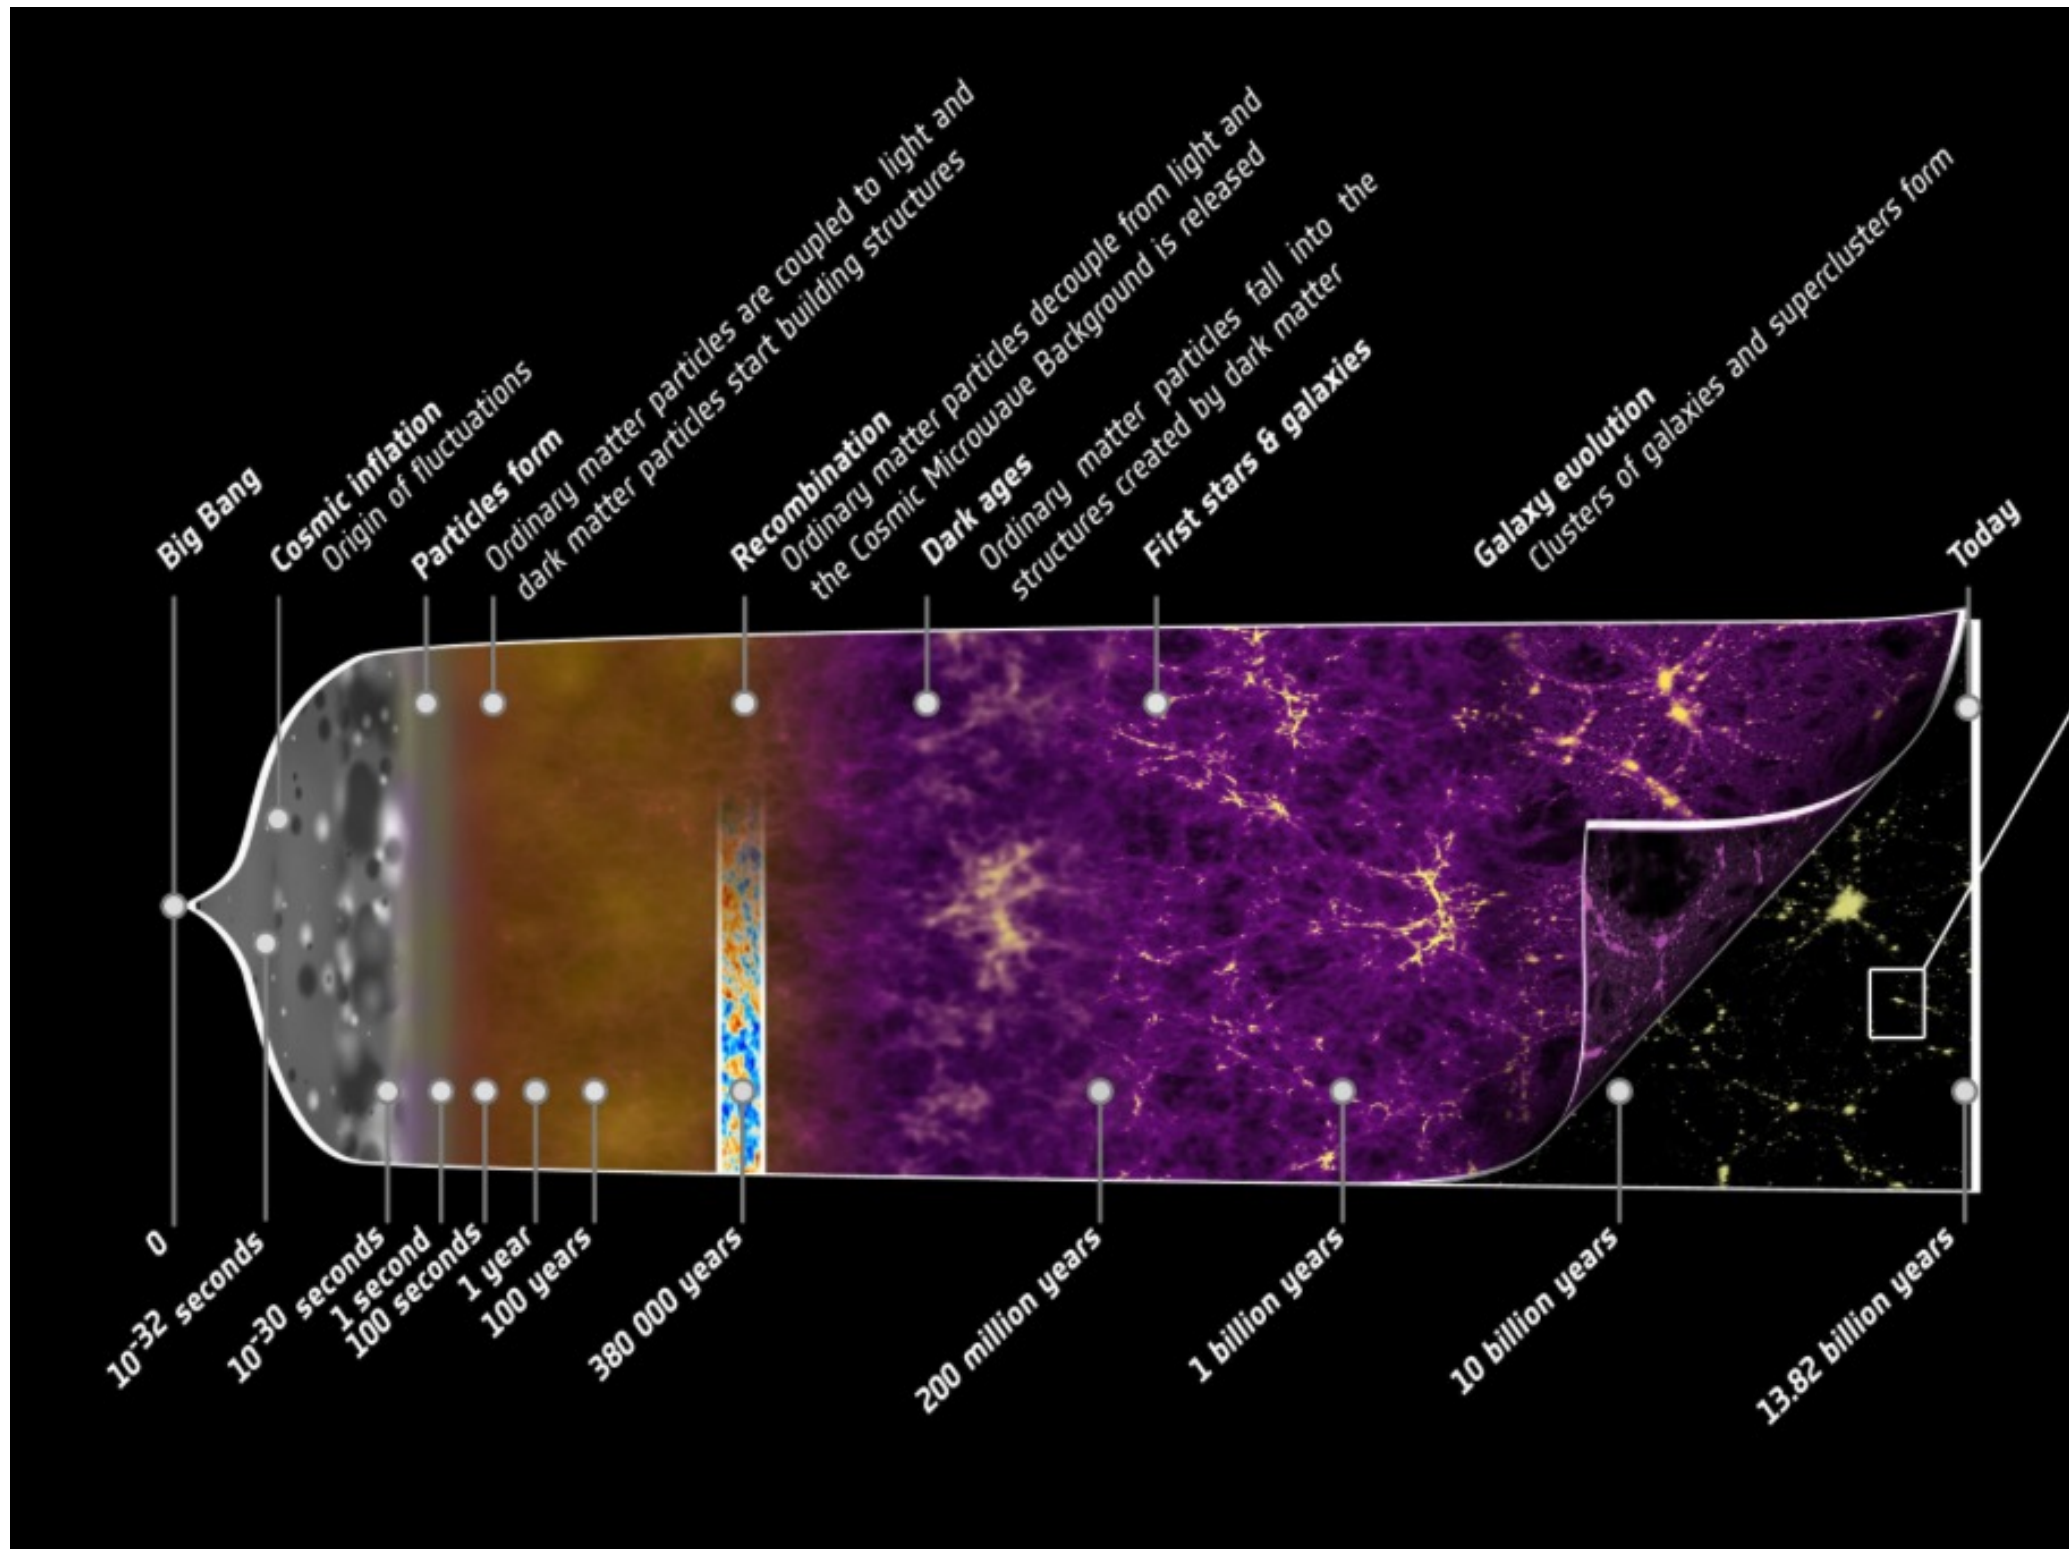 Big Bang
Cosmic inflation
Origin of fluctuations
Particles form
Ordinary matter particles are coupled to light and
dark matter particles start building structures
Recombination
Ordinary matter particles decouple from light and
the Cosmic Microwave Background is released
Dark ages
Ordinary matter particles fall into the
structures created by dark matter
First stars & galaxies
Galaxy evolution
Clusters of galaxies and superclusters form
Today
0
10-32 seconds
10-30 seconds
1 second
100 seconds
1 year
100 years
380 000 years
200 million years
1 billion years
10 billion years
13.82 billion years